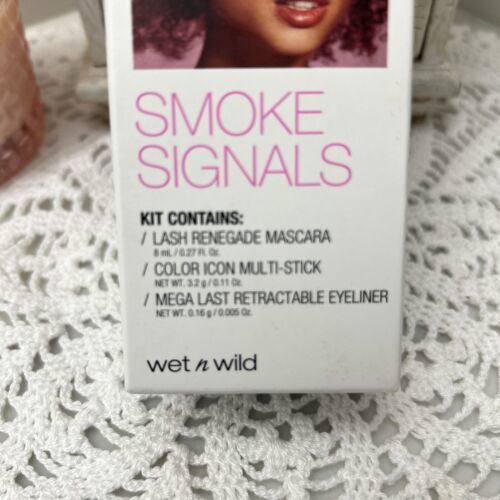 SMOKE
SIGNALS
KIT CONTAINS:
/ LASH RENEGADE MASCARA
8 mL / 0.27 Fl. Oz.
/ COLOR ICON MULTI-STICK
NET WT. 3.2 g / 0.11 Oz.
/ MEGA LAST RETRACTABLE EYELINER
NET WT. 0.16 g / 0.005 Oz.
wet n wild